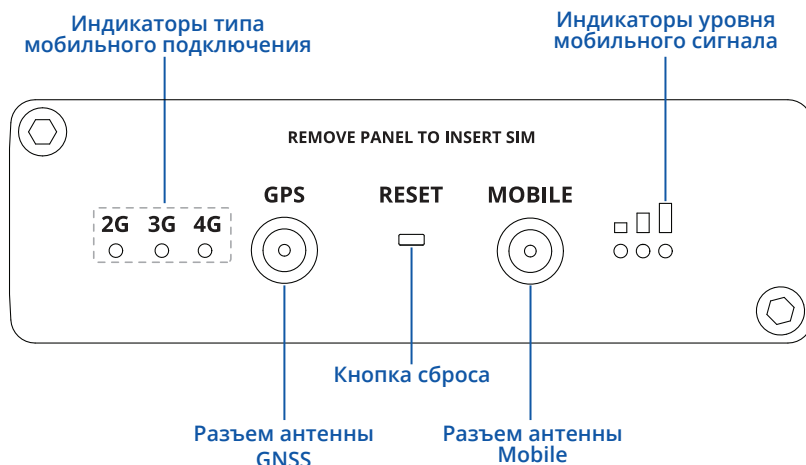 Индикаторы типа
мобильного подключения
Индикаторы уровня
мобильного сигнала
REMOVE PANEL TO INSERT SIM
GPS RESET MOBILE
2G 3G 4G
Кнопка сброса
Разъем антенны
GNSS
Разъем антенны
Mobile